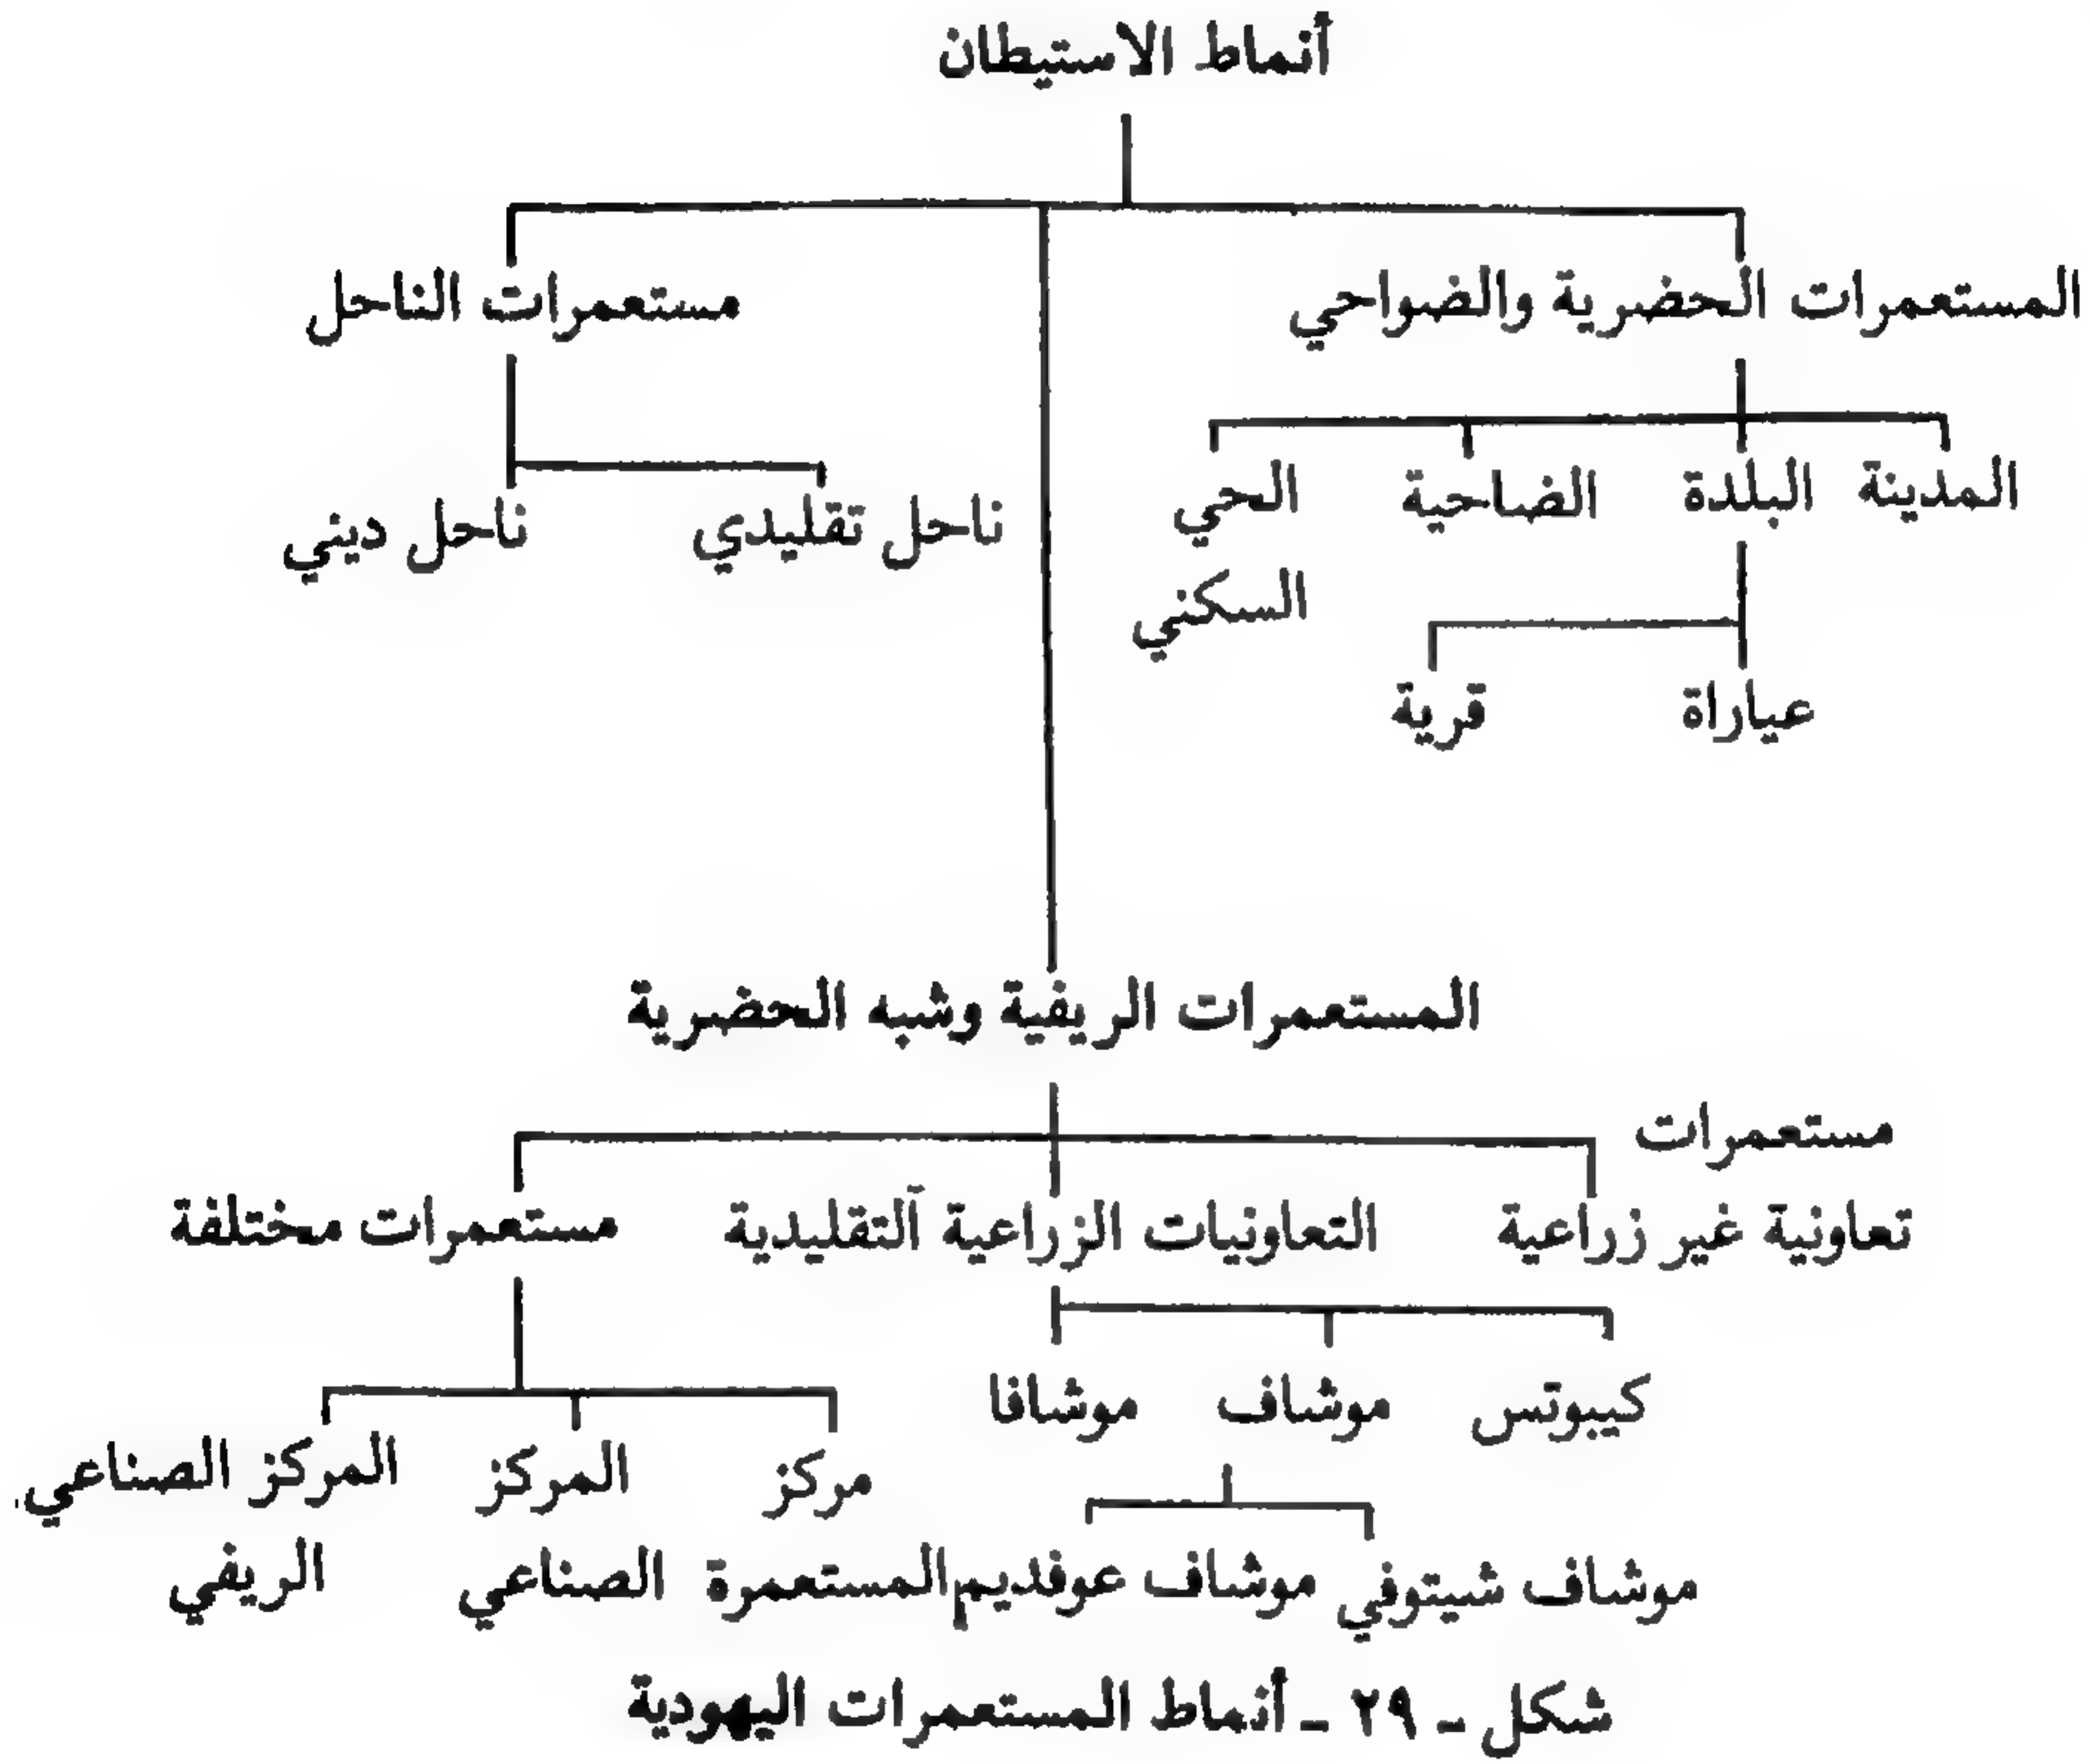 أنماط الاستيطان
المستعمرات الحضرية والضواحي
مستعمرات الناحل
المدينة البلدة الضاحية الحي
السكني
ناحل تقليدي ناحل ديني
عياراة قرية
المستعمرات الريفية وشبه الحضرية
مستعمرات
تعاونية غير زراعية التعاونيات الزراعية التقليدية مستعمرات مختلفة
كيبوتس موشاف موشافا
مركز المركز المركز الصناعي
موشاف شيتوفي موشاف عوفديم المستعمرة الصناعي الريفي
شكل - ٢٩ - أنماط المستعمرات اليهودية